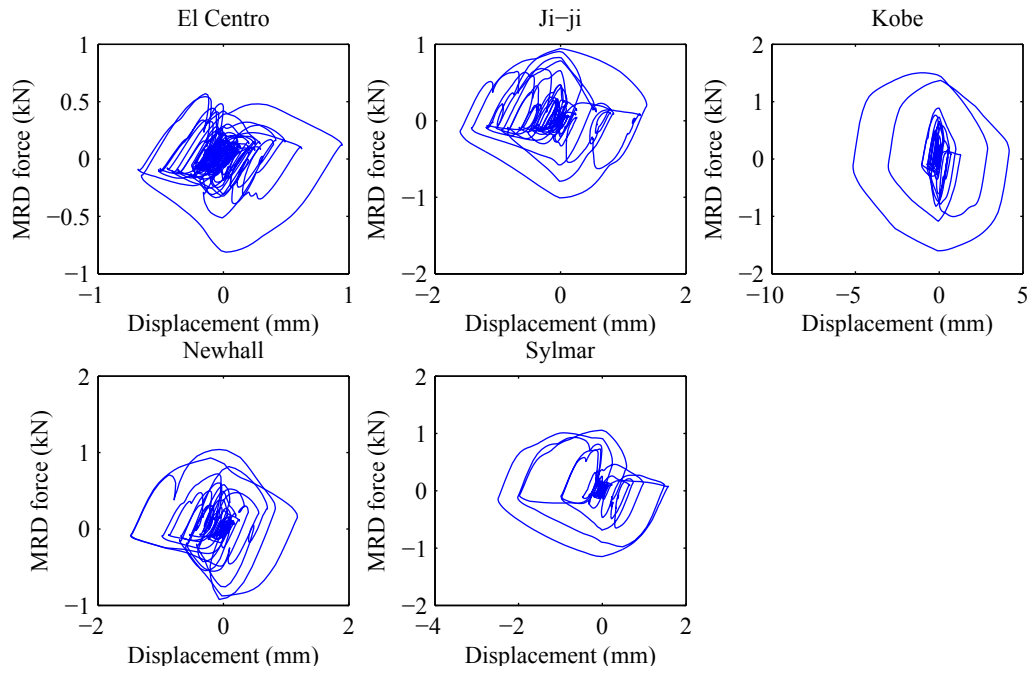 El Centro
1
0.5
0
−0.5
−1
−1
0
1
MRD force (kN)
Displacement (mm)
Ji−ji
2
1
0
−1
−2
−2
0
2
MRD force (kN)
Displacement (mm)
Kobe
2
1
0
−1
−2
−10
−5
0
5
MRD force (kN)
Displacement (mm)
Newhall
2
1
0
−1
−2
0
2
MRD force (kN)
Displacement (mm)
Sylmar
2
1
0
−1
−2
−4
−2
0
2
MRD force (kN)
Displacement (mm)